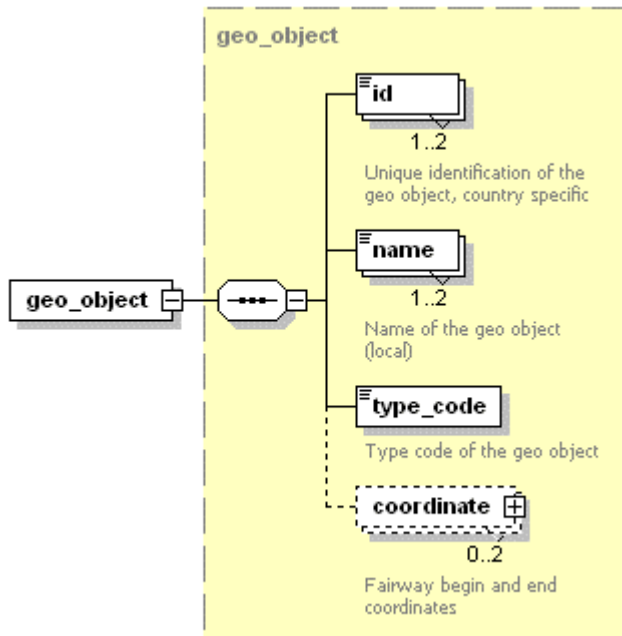 geo_object
id
1..2
Unique identification of the
geo object, country specific
name
1..2
Name of the geo object
(local)
geo_object
type_code
Type code of the geo object
coordinate
0..2
Fairway begin and end
coordinates